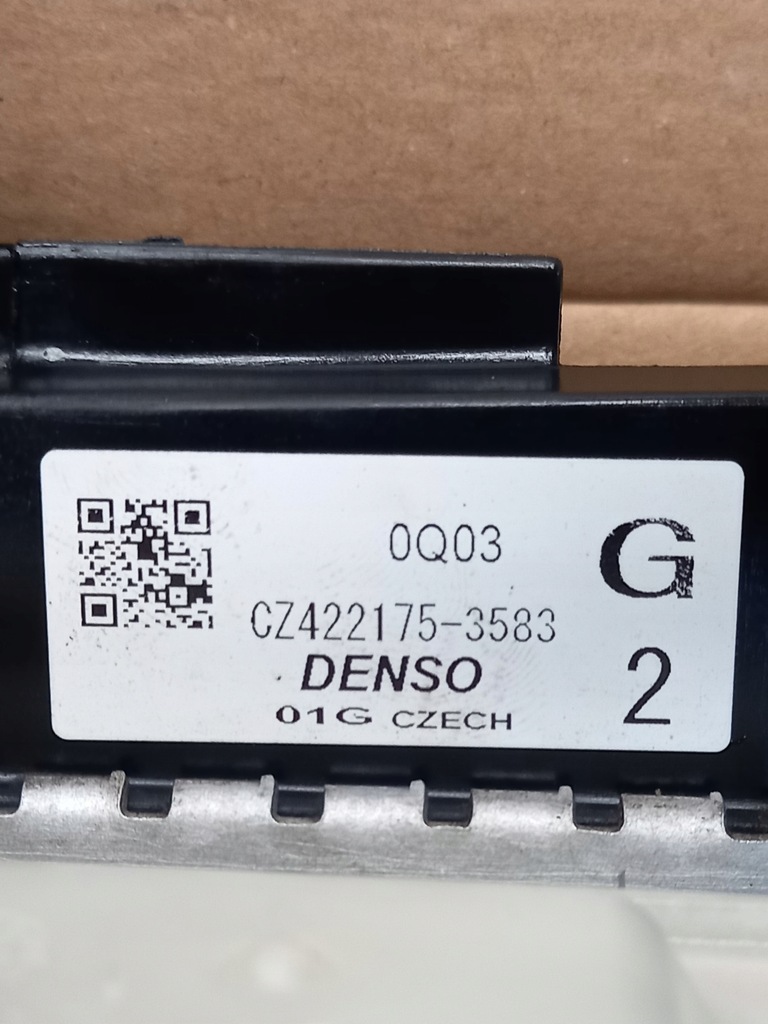 0Q03
G
CZ422175-3583
DENSO
2
01G CZECH